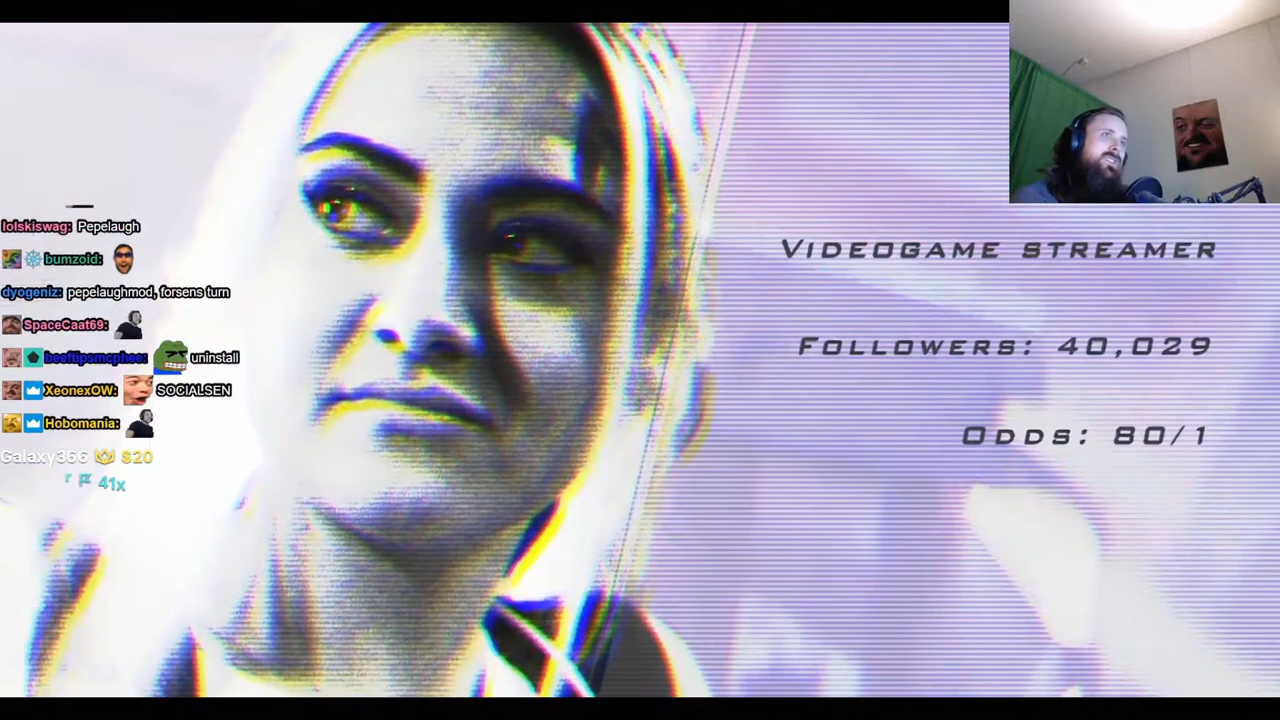 lolskiswag: Pepelaugh
bumzoid:
dyogeniz: pepelaughmod, forsens turn
SpaceCaat69:
beeftipsmcphee: uninstall
XeonexOW: SOCIALSEN
Hobomania:
Galaxy366 $20
41x
VIDEOGAME STREAMER
FOLLOWERS: 40,029
ODDS: 80/1